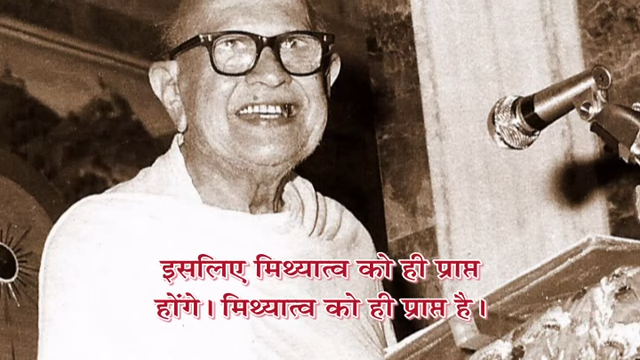 इसलिए मिथ्यात्व को ही प्राप्त
होंगे। मिथ्यात्व को ही प्राप्त है।